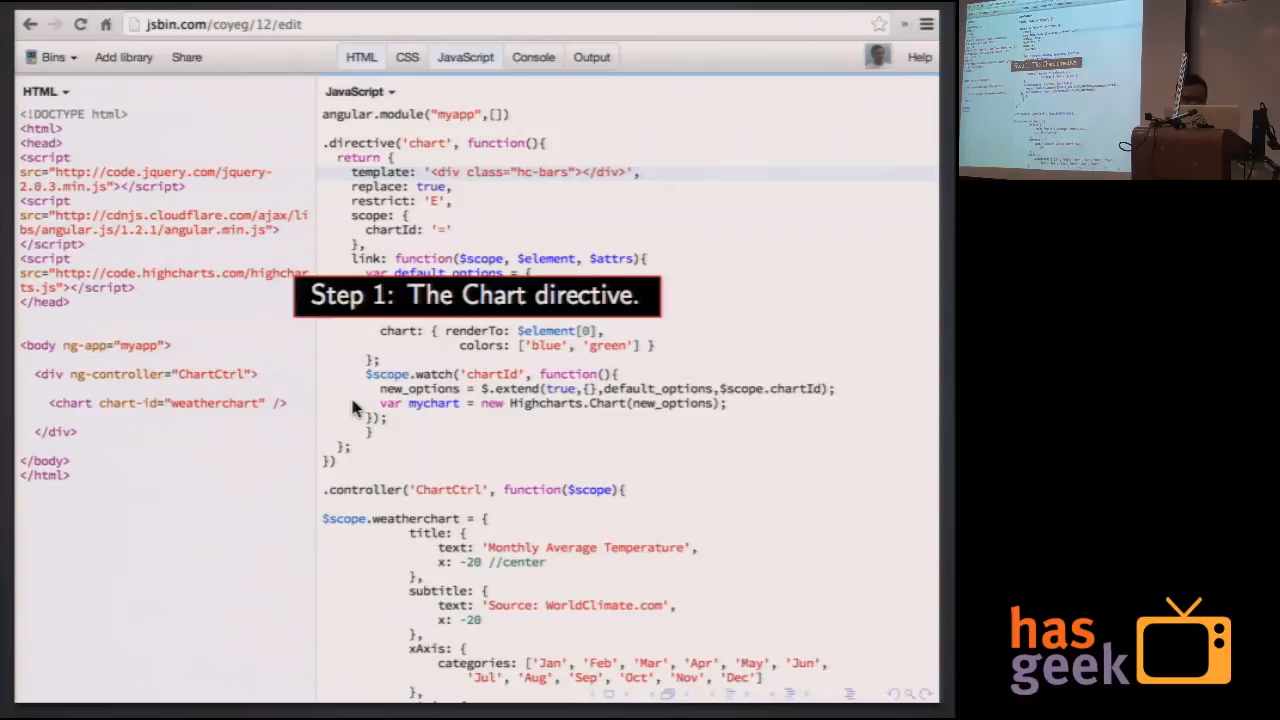 jsbin.com/coyeg/12/edit
Bins Add library Share HTML CSS JavaScript Console Output Help
HTML
<!DOCTYPE html>
<html>
<head>
<script
src="http://code.jquery.com/jquery-
2.0.3.min.js"></script>
<script
src="http://cdnjs.cloudflare.com/ajax/li
bs/angular.js/1.2.1/angular.min.js">
</script>
<script
src="http://code.highcharts.com/highchar
ts.js"></script>
</head>
<body ng-app="myapp">
<div ng-controller="ChartCtrl">
<chart chart-id="weatherchart" />
</div>
</body>
</html>
JavaScript
angular.module("myapp",[])
.directive('chart', function(){
return {
template: '<div class="hc-bars"></div>',
replace: true,
restrict: 'E',
scope: {
chartId: '='
},
link: function($scope, $element, $attrs){
var default_options = {
Step 1: The Chart directive.
chart: { renderTo: $element[0],
colors: ['blue', 'green'] }
};
$scope.watch('chartId', function(){
new_options = $.extend(true,{},default_options,$scope.chartId);
var mychart = new Highcharts.Chart(new_options);
});
}
};
})
.controller('ChartCtrl', function($scope){
$scope.weatherchart = {
title: {
text: 'Monthly Average Temperature',
x: -20 //center
},
subtitle: {
text: 'Source: WorldClimate.com',
x: -20
},
xAxis: {
categories: ['Jan', 'Feb', 'Mar', 'Apr', 'May', 'Jun',
'Jul', 'Aug', 'Sep', 'Oct', 'Nov', 'Dec']
},
Step 1: The Chart directive.
has
geek